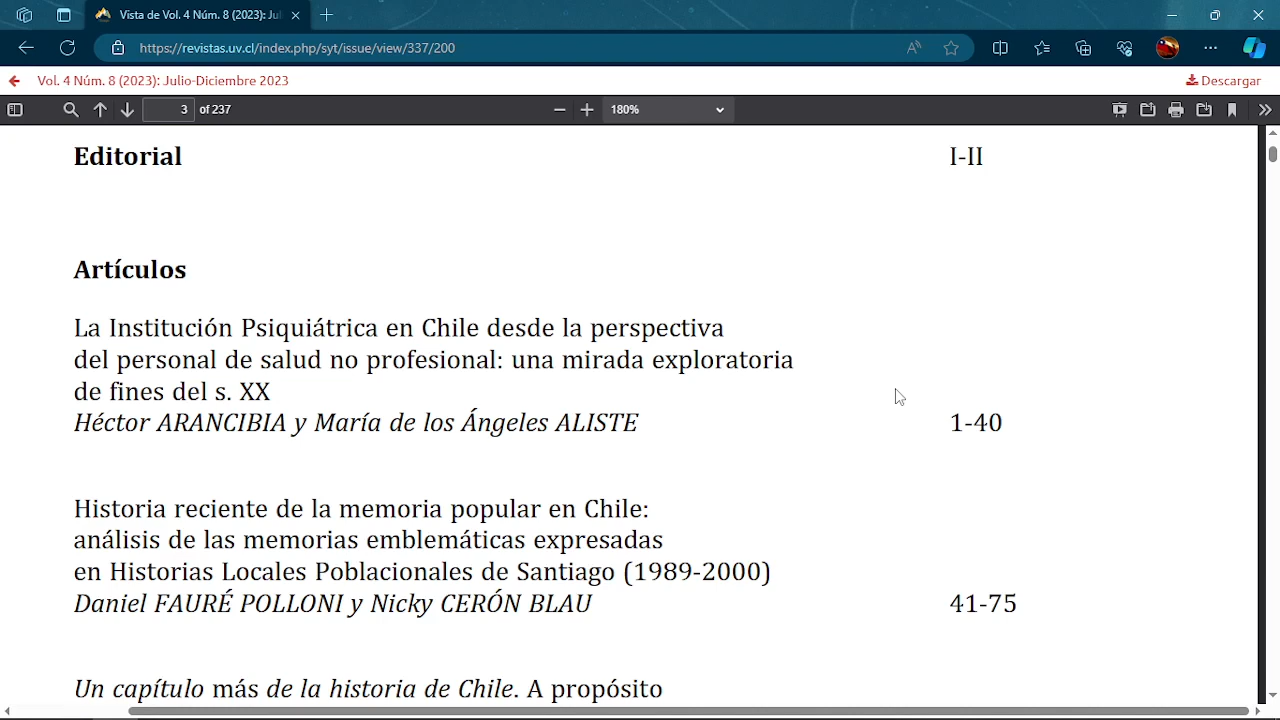 Vista de Vol. 4 Núm. 8 (2023): Jul
https://revistas.uv.cl/index.php/syt/issue/view/337/200
Vol. 4 Núm. 8 (2023): Julio-Diciembre 2023
Descargar
3 of 237
180%
Editorial I-II
Artículos
La Institución Psiquiátrica en Chile desde la perspectiva
del personal de salud no profesional: una mirada exploratoria
de fines del s. XX
Héctor ARANCIBIA y María de los Ángeles ALISTE 1-40
Historia reciente de la memoria popular en Chile:
análisis de las memorias emblemáticas expresadas
en Historias Locales Poblacionales de Santiago (1989-2000)
Daniel FAURÉ POLLONI y Nicky CERÓN BLAU 41-75
Un capítulo más de la historia de Chile. A propósito